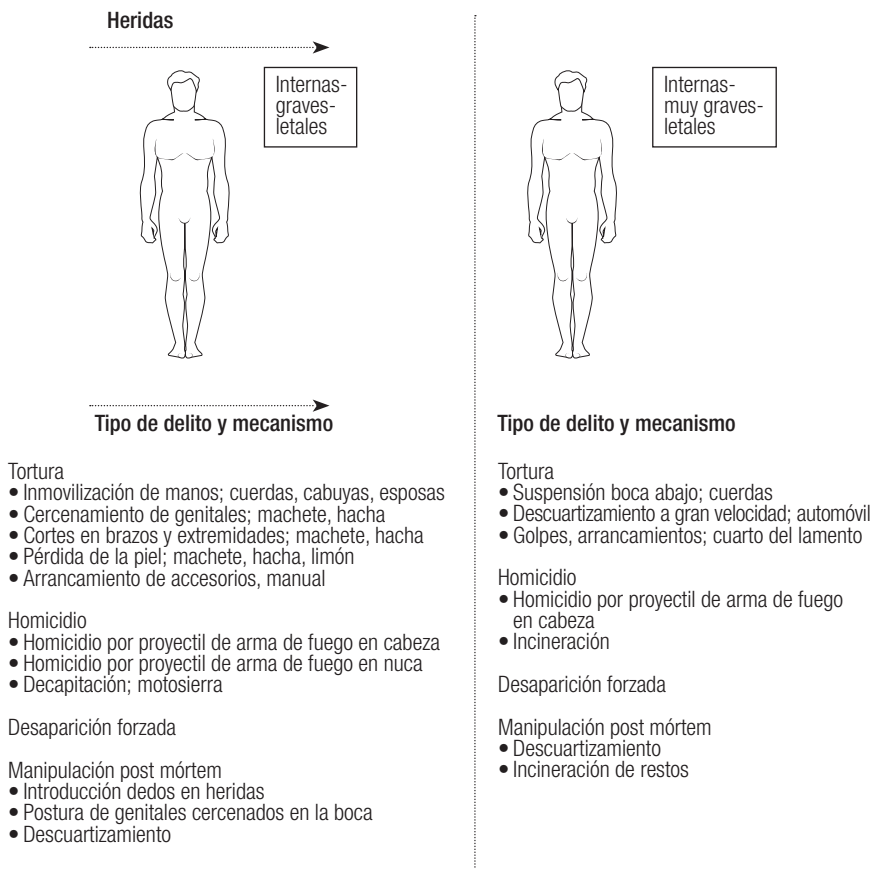 Heridas
Internas-
graves-
letales
Tipo de delito y mecanismo
Tortura
• Inmovilización de manos; cuerdas, cabuyas, esposas
• Cercenamiento de genitales; machete, hacha
• Cortes en brazos y extremidades; machete, hacha
• Pérdida de la piel; machete, hacha, limón
• Arrancamiento de accesorios, manual
Homicidio
• Homicidio por proyectil de arma de fuego en cabeza
• Homicidio por proyectil de arma de fuego en nuca
• Decapitación; motosierra
Desaparición forzada
Manipulación post mórtem
• Introducción dedos en heridas
• Postura de genitales cercenados en la boca
• Descuartizamiento
Internas-
muy graves-
letales
Tipo de delito y mecanismo
Tortura
• Suspensión boca abajo; cuerdas
• Descuartizamiento a gran velocidad; automóvil
• Golpes, arrancamientos; cuarto del lamento
Homicidio
• Homicidio por proyectil de arma de fuego
en cabeza
• Incineración
Desaparición forzada
Manipulación post mórtem
• Descuartizamiento
• Incineración de restos